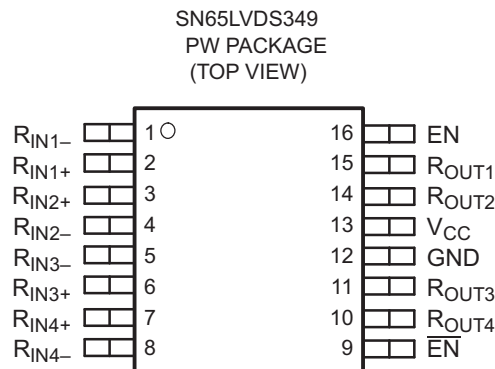 SN65LVDS349
PW PACKAGE
(TOP VIEW)
RIN1– 1 16 EN
RIN1+ 2 15 ROUT1
RIN2+ 3 14 ROUT2
RIN2– 4 13 VCC
RIN3– 5 12 GND
RIN3+ 6 11 ROUT3
RIN4+ 7 10 ROUT4
RIN4– 8 9 E̅N̅